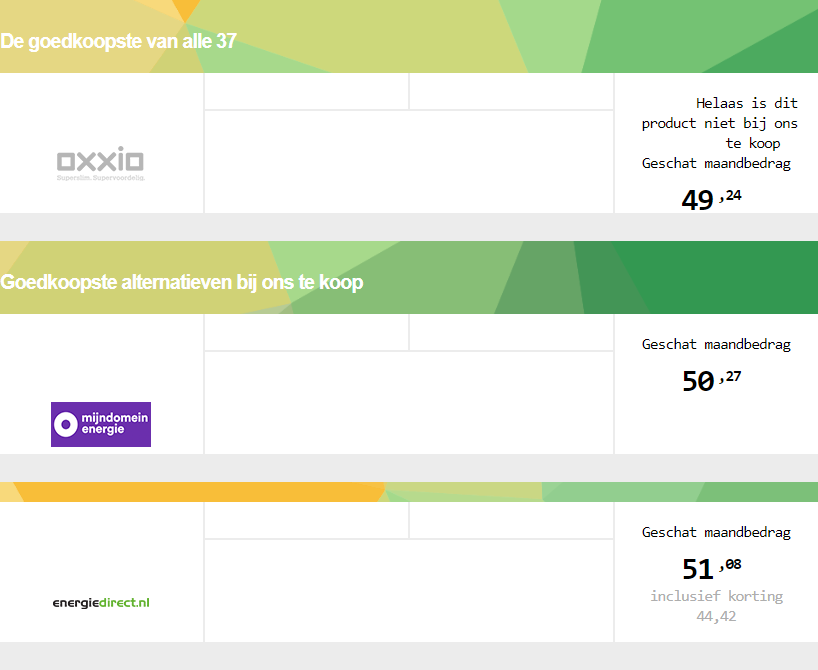 De goedkoopste van alle 37
Helaas is dit
product niet bij ons
te koop
oxxio
Superslim. Supervoordelig.
Geschat maandbedrag
49,24
Goedkoopste alternatieven bij ons te koop
Geschat maandbedrag
50,27
mijndomein
energie
Geschat maandbedrag
51,08
energiedirect.nl
inclusief korting
44,42